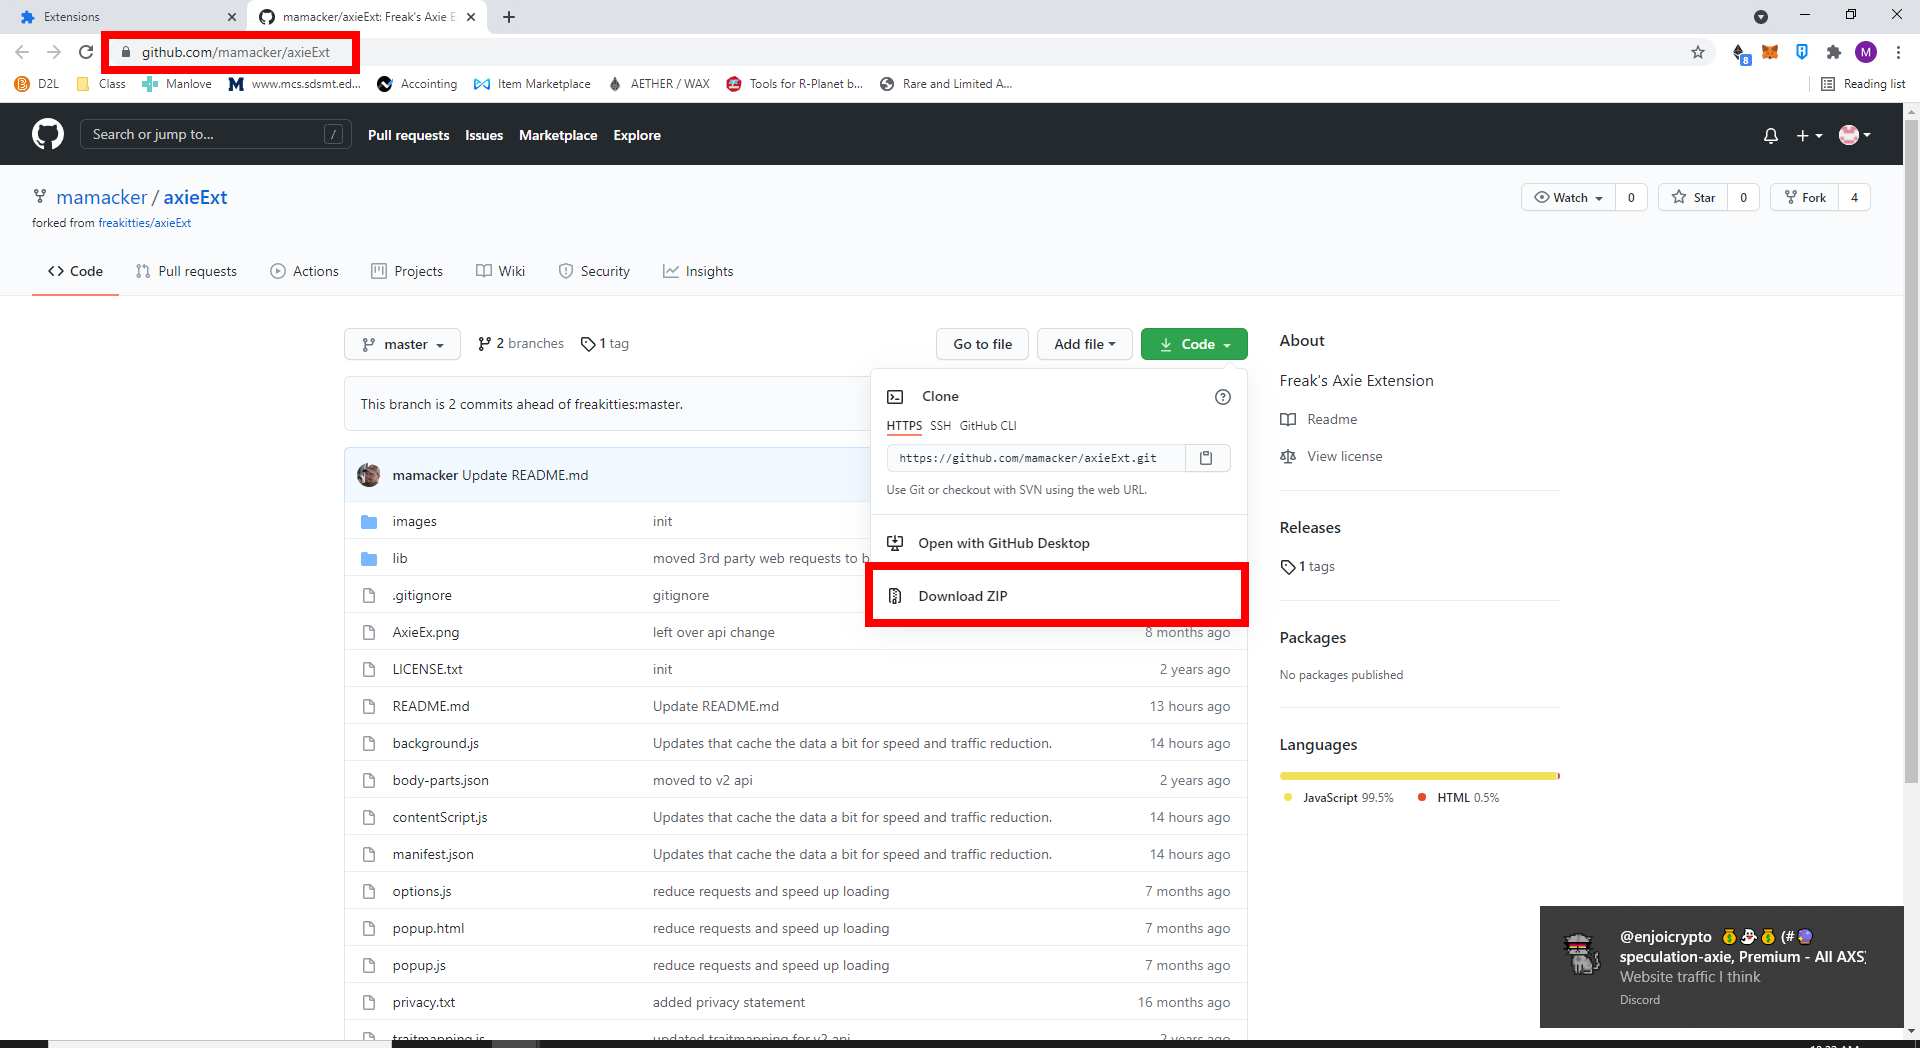 Extensions
mamacker/axieExt: Freak's Axie E
github.com/mamacker/axieExt
8
M
D2L
Class
Manlove
www.mcs.sdsmt.ed...
Accointing
Item Marketplace
AETHER / WAX
Tools for R-Planet b...
Rare and Limited A...
Reading list
Search or jump to...
/
Pull requests
Issues
Marketplace
Explore
mamacker / axieExt
Watch
0
Star
0
Fork
4
forked from freakitties/axieExt
Code
Pull requests
Actions
Projects
Wiki
Security
Insights
master
2 branches
1 tag
Go to file
Add file
Code
This branch is 2 commits ahead of freakitties:master.
Clone
HTTPS SSH GitHub CLI
https://github.com/mamacker/axieExt.git
Use Git or checkout with SVN using the web URL.
Open with GitHub Desktop
Download ZIP
mamacker Update README.md
images init
lib moved 3rd party web requests to b
.gitignore gitignore
AxieEx.png left over api change 8 months ago
LICENSE.txt init 2 years ago
README.md Update README.md 13 hours ago
background.js Updates that cache the data a bit for speed and traffic reduction. 14 hours ago
body-parts.json moved to v2 api 2 years ago
contentScript.js Updates that cache the data a bit for speed and traffic reduction. 14 hours ago
manifest.json Updates that cache the data a bit for speed and traffic reduction. 14 hours ago
options.js reduce requests and speed up loading 7 months ago
popup.html reduce requests and speed up loading 7 months ago
popup.js reduce requests and speed up loading 7 months ago
privacy.txt added privacy statement 16 months ago
traitmapping.js updated traitmapping for v2 api 2 years ago
About
Freak's Axie Extension
Readme
View license
Releases
1 tags
Packages
No packages published
Languages
JavaScript 99.5%
HTML 0.5%
@enjoicrypto 💰👻💰 (#🔮
speculation-axie, Premium - All AXS)
Website traffic I think
Discord